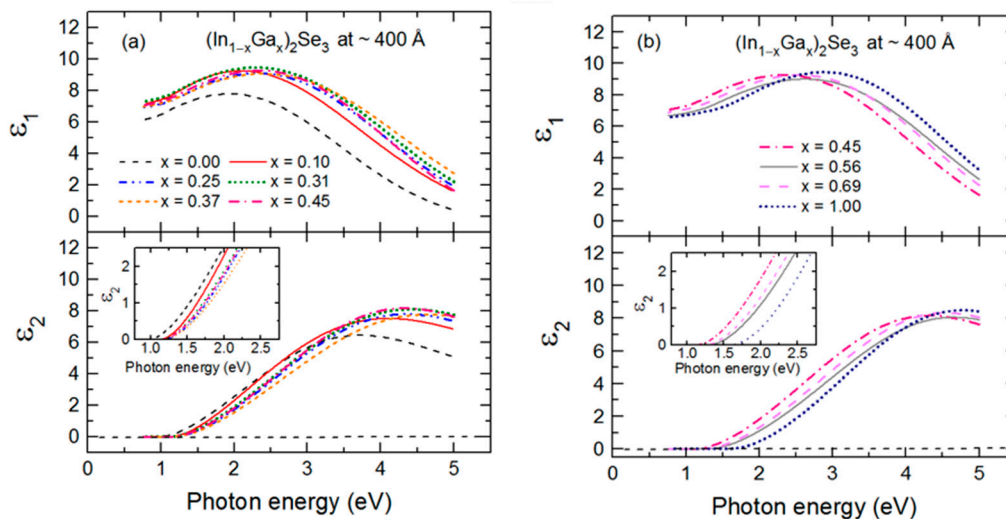 (a) (In1−xGax)2Se3 at ~ 400 Å
12
10
8
6
4
2
0
ε1
x = 0.00 x = 0.10
x = 0.25 x = 0.31
x = 0.37 x = 0.45
12
10
8
6
4
2
0
ε2
2
1
0
ε2
1.0 1.5 2.0 2.5
Photon energy (eV)
0 1 2 3 4 5
Photon energy (eV)
(b) (In1−xGax)2Se3 at ~ 400 Å
12
10
8
6
4
2
0
ε1
x = 0.45
x = 0.56
x = 0.69
x = 1.00
12
10
8
6
4
2
0
ε2
2
1
0
ε2
1.0 1.5 2.0 2.5
Photon energy (eV)
0 1 2 3 4 5
Photon energy (eV)